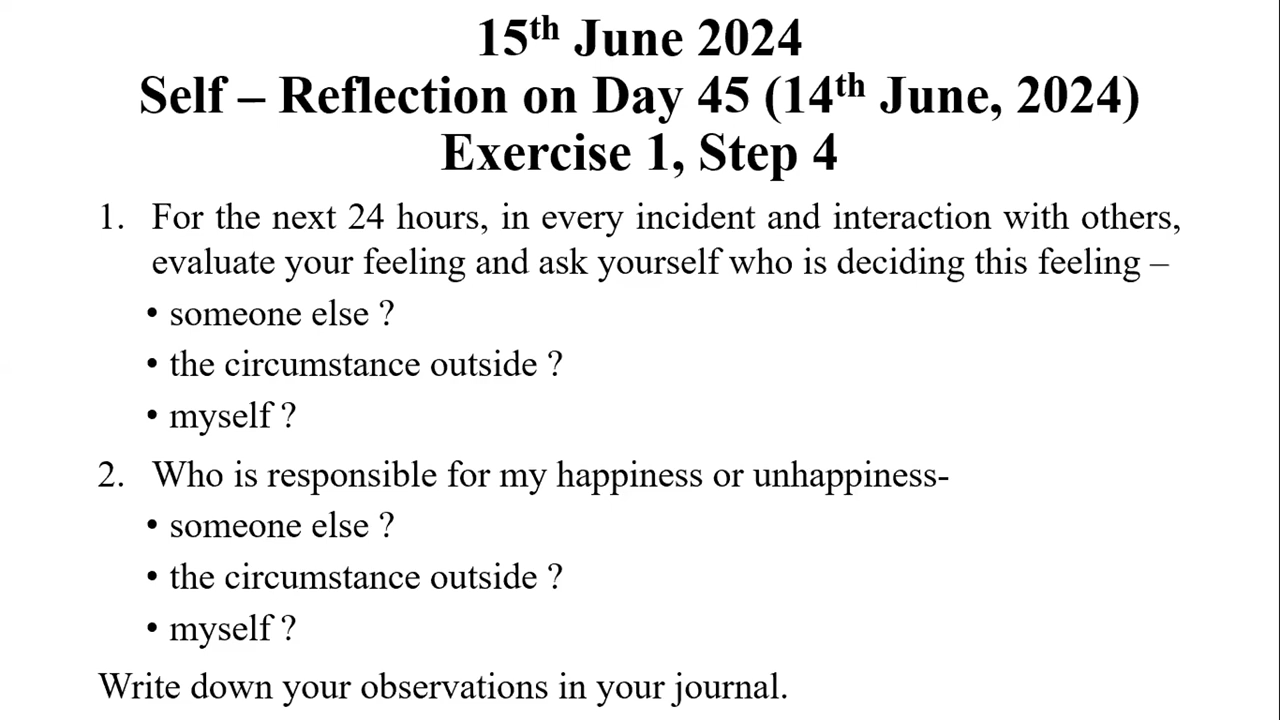 15th June 2024
Self – Reflection on Day 45 (14th June, 2024)
Exercise 1, Step 4
1. For the next 24 hours, in every incident and interaction with others,
evaluate your feeling and ask yourself who is deciding this feeling –
• someone else ?
• the circumstance outside ?
• myself ?
2. Who is responsible for my happiness or unhappiness-
• someone else ?
• the circumstance outside ?
• myself ?
Write down your observations in your journal.